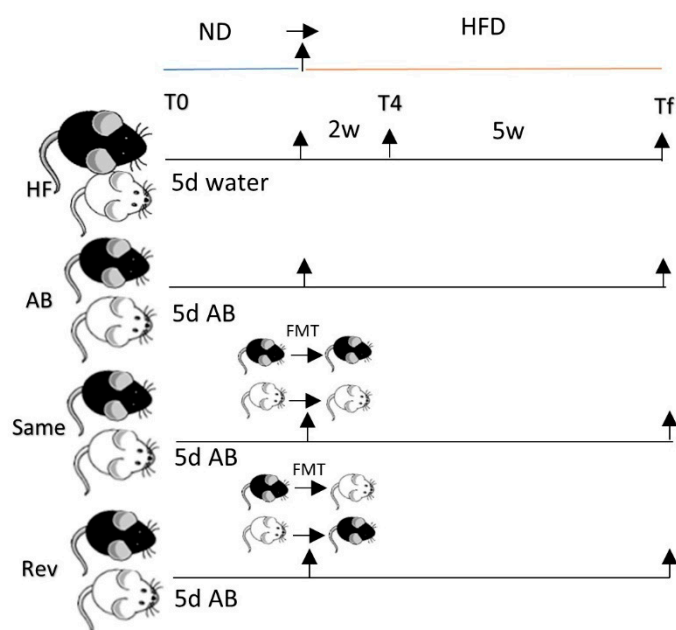 ND HFD
T0 T4 Tf
2w 5w
HF
5d water
AB
5d AB
FMT
Same
5d AB
FMT
Rev
5d AB